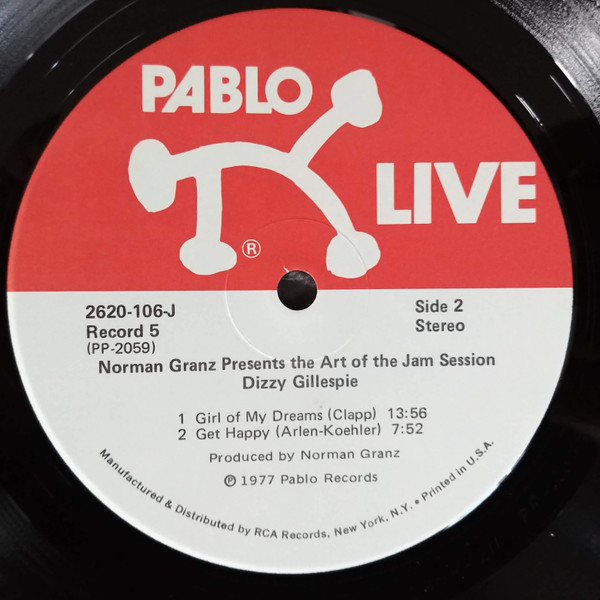 PABLO
LIVE
®
2620-106-J
Side 2
Record 5
Stereo
(PP-2059)
Norman Granz Presents the Art of the Jam Session
Dizzy Gillespie
1 Girl of My Dreams (Clapp) 13:56
2 Get Happy (Arlen-Koehler) 7:52
Produced by Norman Granz
℗ 1977 Pablo Records
Manufactured & Distributed by RCA Records, New York, N.Y. • Printed in U.S.A.